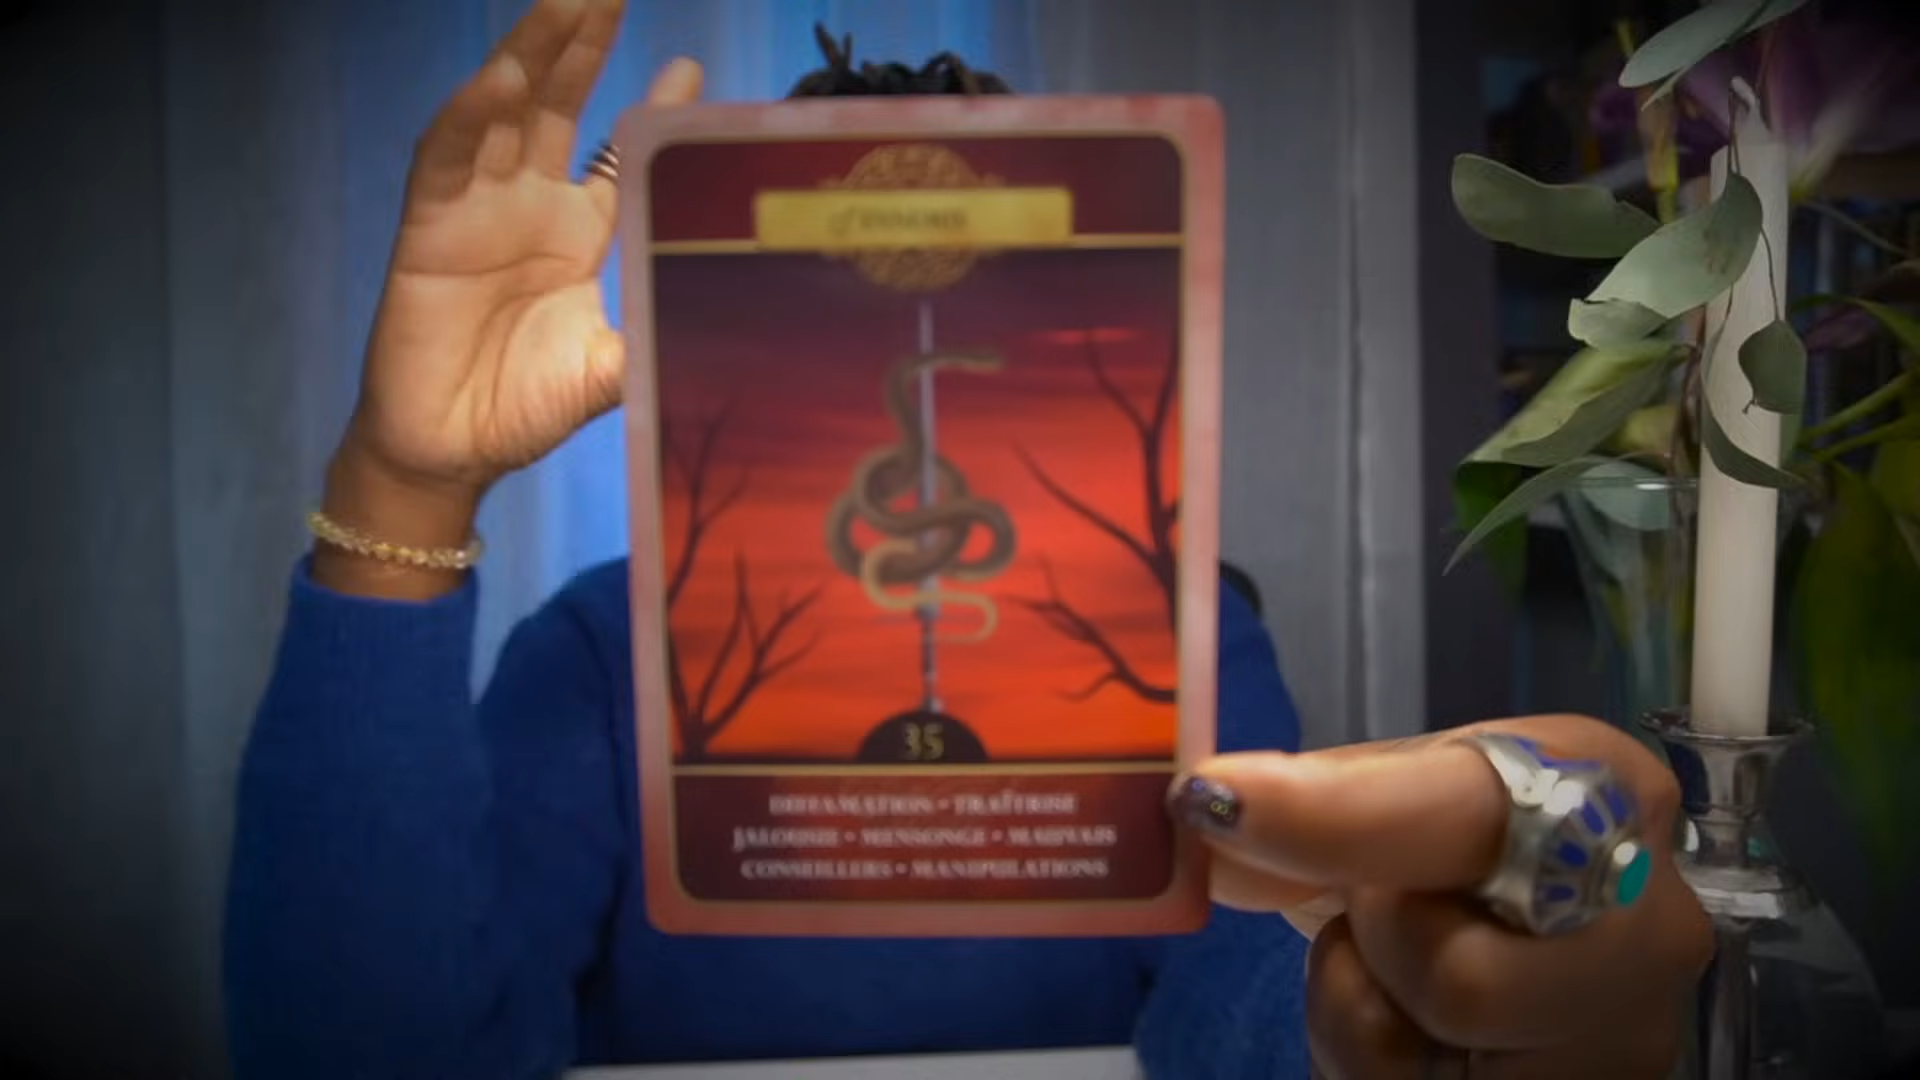 35
DIFFAMATION • TRAÎTRISE
JALOUSIE • MENSONGE • MAUVAIS
CONSEILLERS • MANIPULATIONS